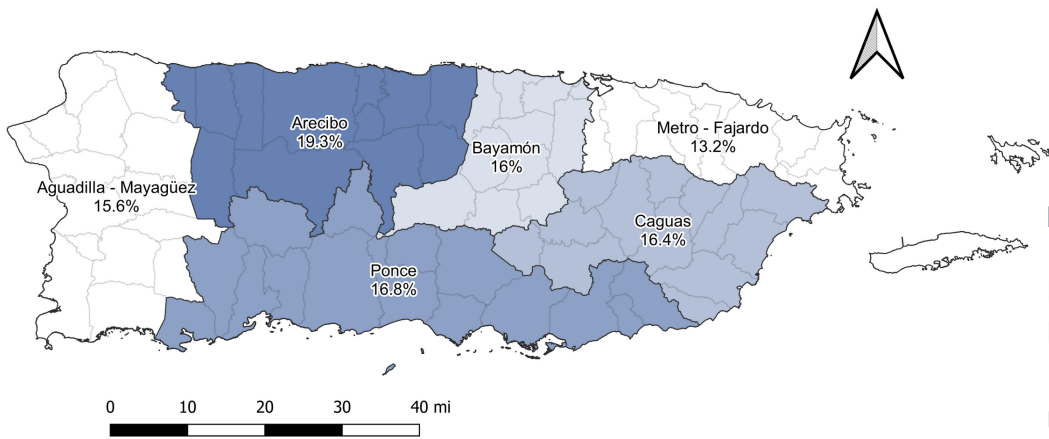 Arecibo
19.3%
Metro - Fajardo
13.2%
Bayamón
16%
Aguadilla - Mayagüez
15.6%
Caguas
16.4%
Ponce
16.8%
0 10 20 30 40 mi